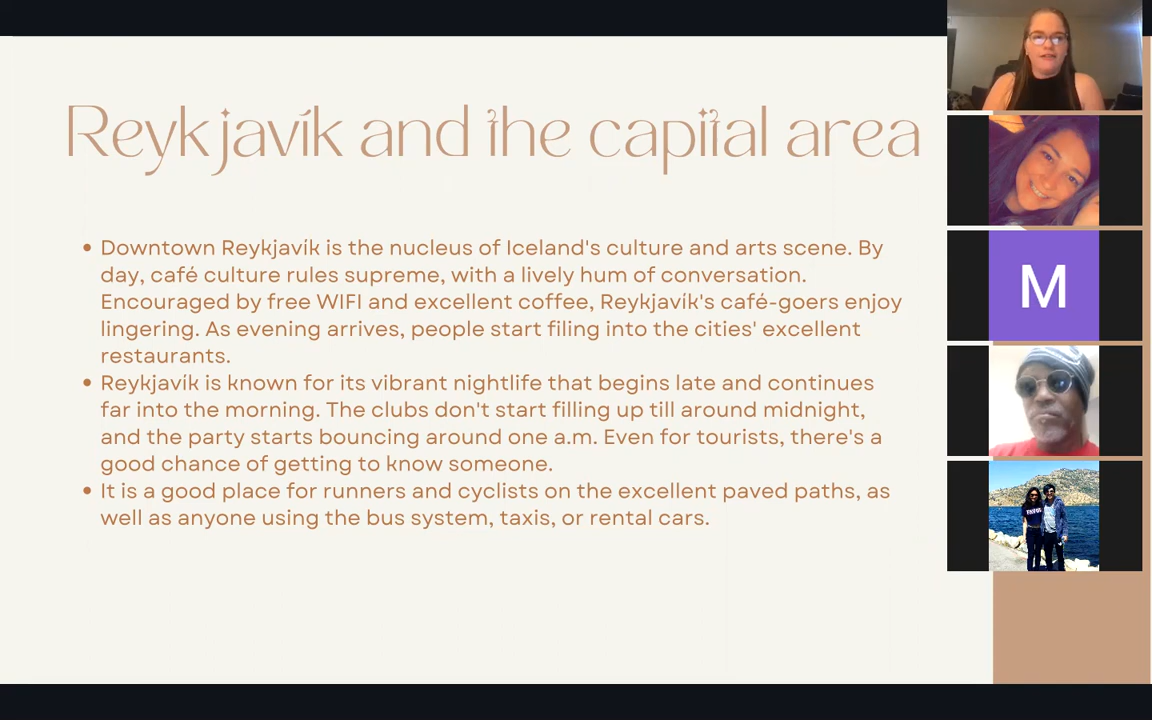 Reykjavík and the capital area
• Downtown Reykjavík is the nucleus of Iceland's culture and arts scene. By
day, café culture rules supreme, with a lively hum of conversation.
Encouraged by free WIFI and excellent coffee, Reykjavík's café-goers enjoy
lingering. As evening arrives, people start filing into the cities' excellent
restaurants.
• Reykjavík is known for its vibrant nightlife that begins late and continues
far into the morning. The clubs don't start filling up till around midnight,
and the party starts bouncing around one a.m. Even for tourists, there's a
good chance of getting to know someone.
• It is a good place for runners and cyclists on the excellent paved paths, as
well as anyone using the bus system, taxis, or rental cars.
M